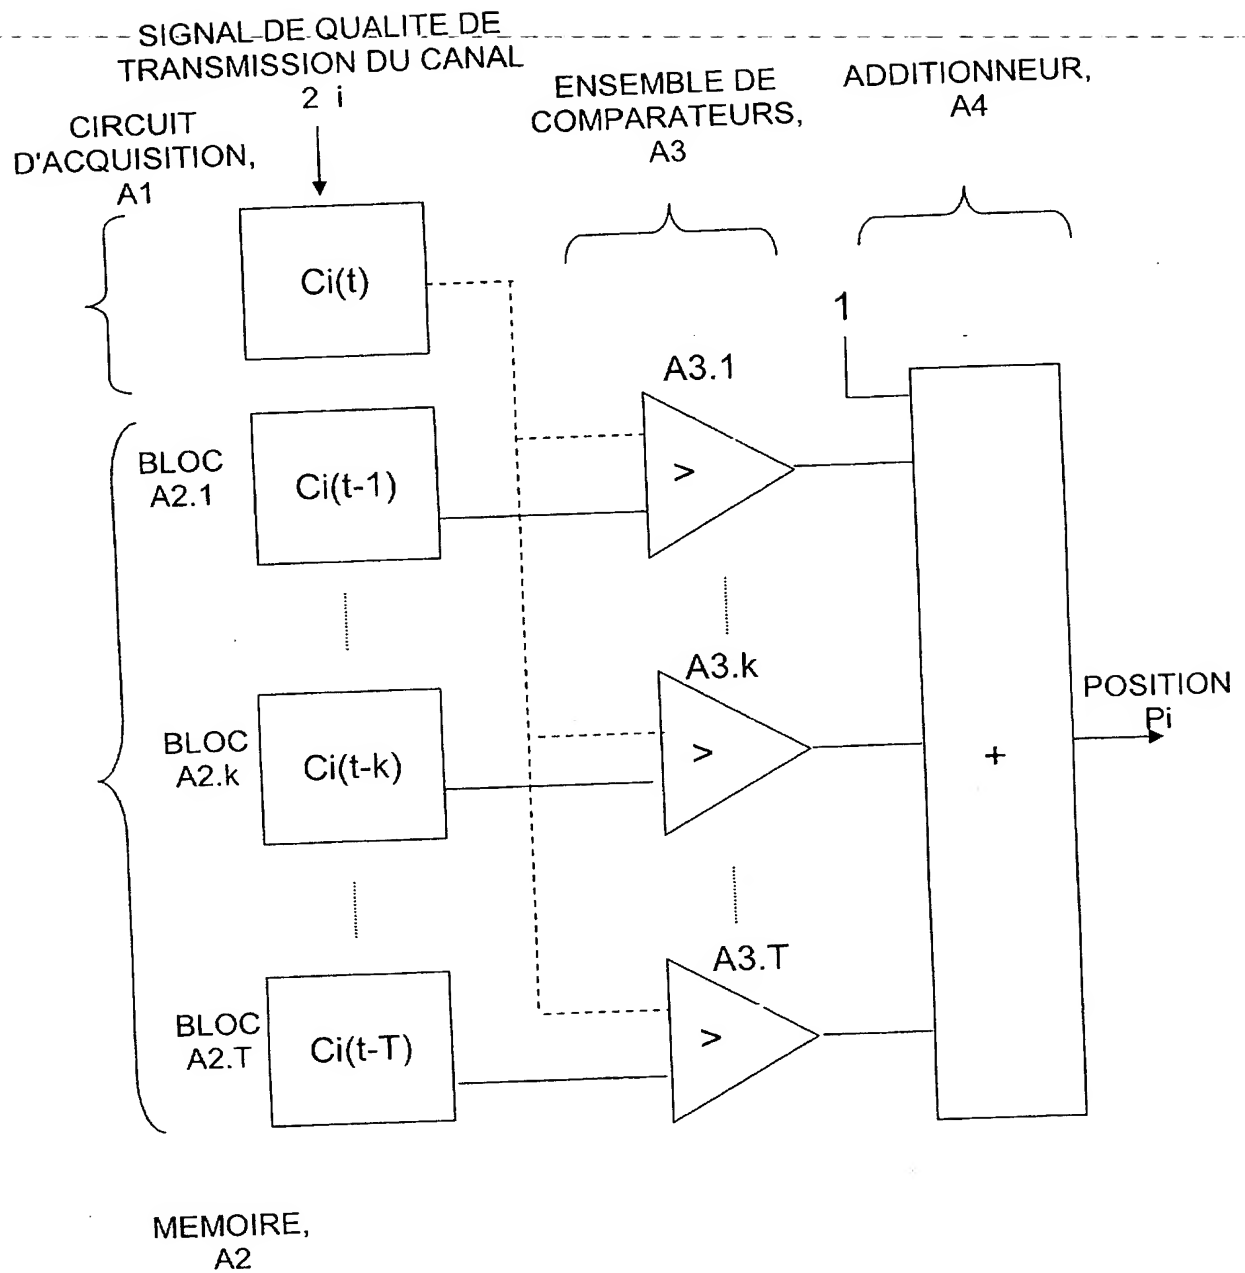 SIGNAL DE QUALITE DE
TRANSMISSION DU CANAL
2 i
CIRCUIT
D'ACQUISITION,
A1
ENSEMBLE DE
COMPARATEURS,
A3
ADDITIONNEUR,
A4
Ci(t)
1
A3.1
BLOC
A2.1
Ci(t-1)
>
A3.k
BLOC
A2.k
Ci(t-k)
>
+
POSITION
Pi
A3.T
BLOC
A2.T
Ci(t-T)
>
MEMOIRE,
A2